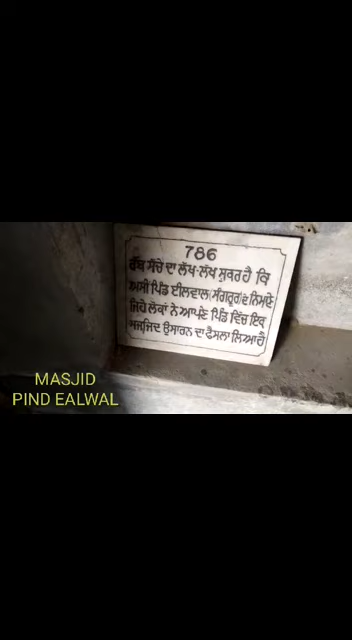 786
ਰੱਬ ਸੱਚੇ ਦਾ ਲੱਖ-ਲੱਖ ਸ਼ੁਕਰ ਹੈ ਕਿ
ਅਸੀ ਪਿੰਡ ਈਲਵਾਲ (ਸੰਗਰੂਰ) ਦੇ ਨਿਮਾਣੇ
ਜਿਹੇ ਲੋਕਾਂ ਨੇ ਆਪਣੇ ਪਿੰਡ ਵਿੱਚ ਇਕ
ਮਸਜਿਦ ਉਸਾਰਨ ਦਾ ਫੈਸਲਾ ਲਿਆ ਹੈ
MASJID
PIND EALWAL